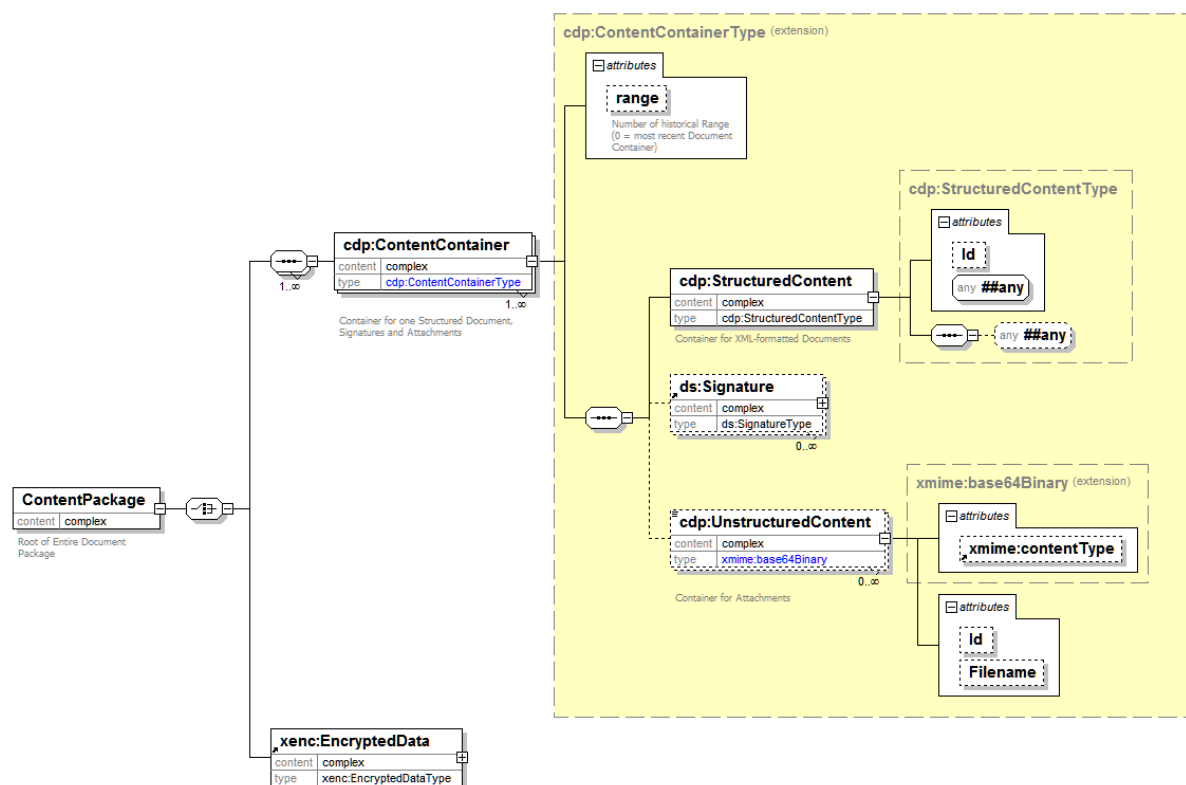 cdp:ContentContainerType (extension)
attributes
range
Number of historical Range
(0 = most recent Document
Container)
cdp:StructuredContentType
attributes
Id
any ##any
any ##any
cdp:ContentContainer
content complex
type cdp:ContentContainerType
1..∞
1..∞
Container for one Structured Document,
Signatures and Attachments
cdp:StructuredContent
content complex
type cdp:StructuredContentType
Container for XML-formatted Documents
ds:Signature
content complex
type ds:SignatureType
0..∞
xmime:base64Binary (extension)
attributes
xmime:contentType
cdp:UnstructuredContent
content complex
type xmime:base64Binary
0..∞
Container for Attachments
attributes
Id
Filename
ContentPackage
content complex
Root of Entire Document
Package
xenc:EncryptedData
content complex
type xenc:EncryptedDataType